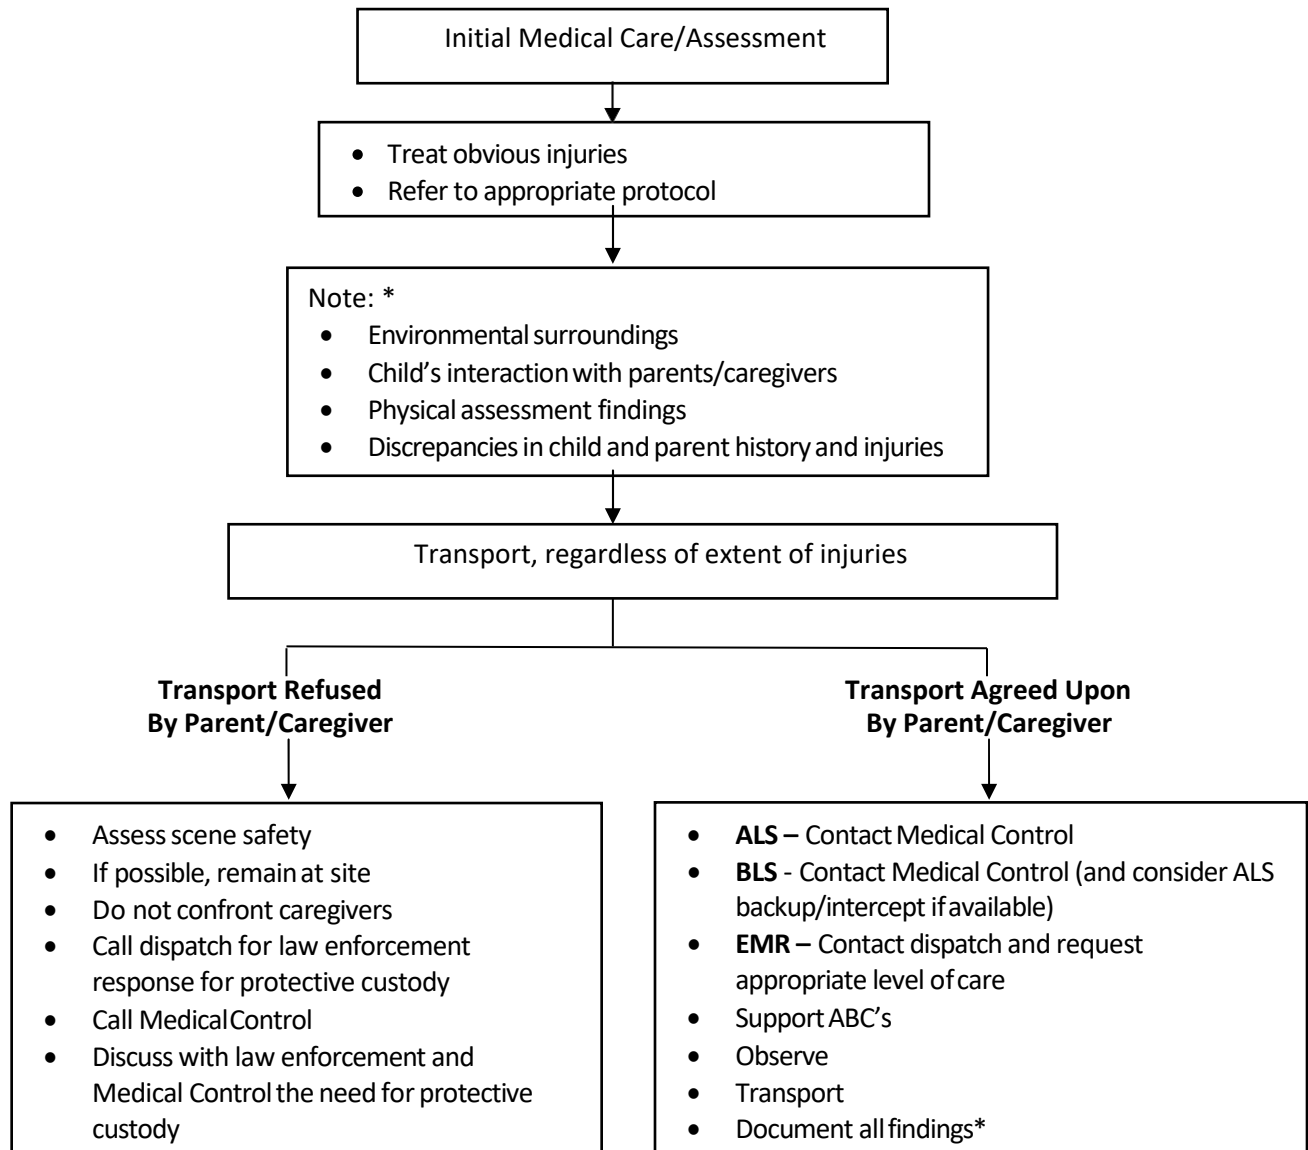 Initial Medical Care/Assessment
• Treat obvious injuries
• Refer to appropriate protocol
Note: *
• Environmental surroundings
• Child’s interaction with parents/caregivers
• Physical assessment findings
• Discrepancies in child and parent history and injuries
Transport, regardless of extent of injuries
Transport Refused
By Parent/Caregiver
• Assess scene safety
• If possible, remain at site
• Do not confront caregivers
• Call dispatch for law enforcement
response for protective custody
• Call Medical Control
• Discuss with law enforcement and
Medical Control the need for protective
custody
Transport Agreed Upon
By Parent/Caregiver
• ALS – Contact Medical Control
• BLS - Contact Medical Control (and consider ALS
backup/intercept if available)
• EMR – Contact dispatch and request
appropriate level of care
• Support ABC’s
• Observe
• Transport
• Document all findings*